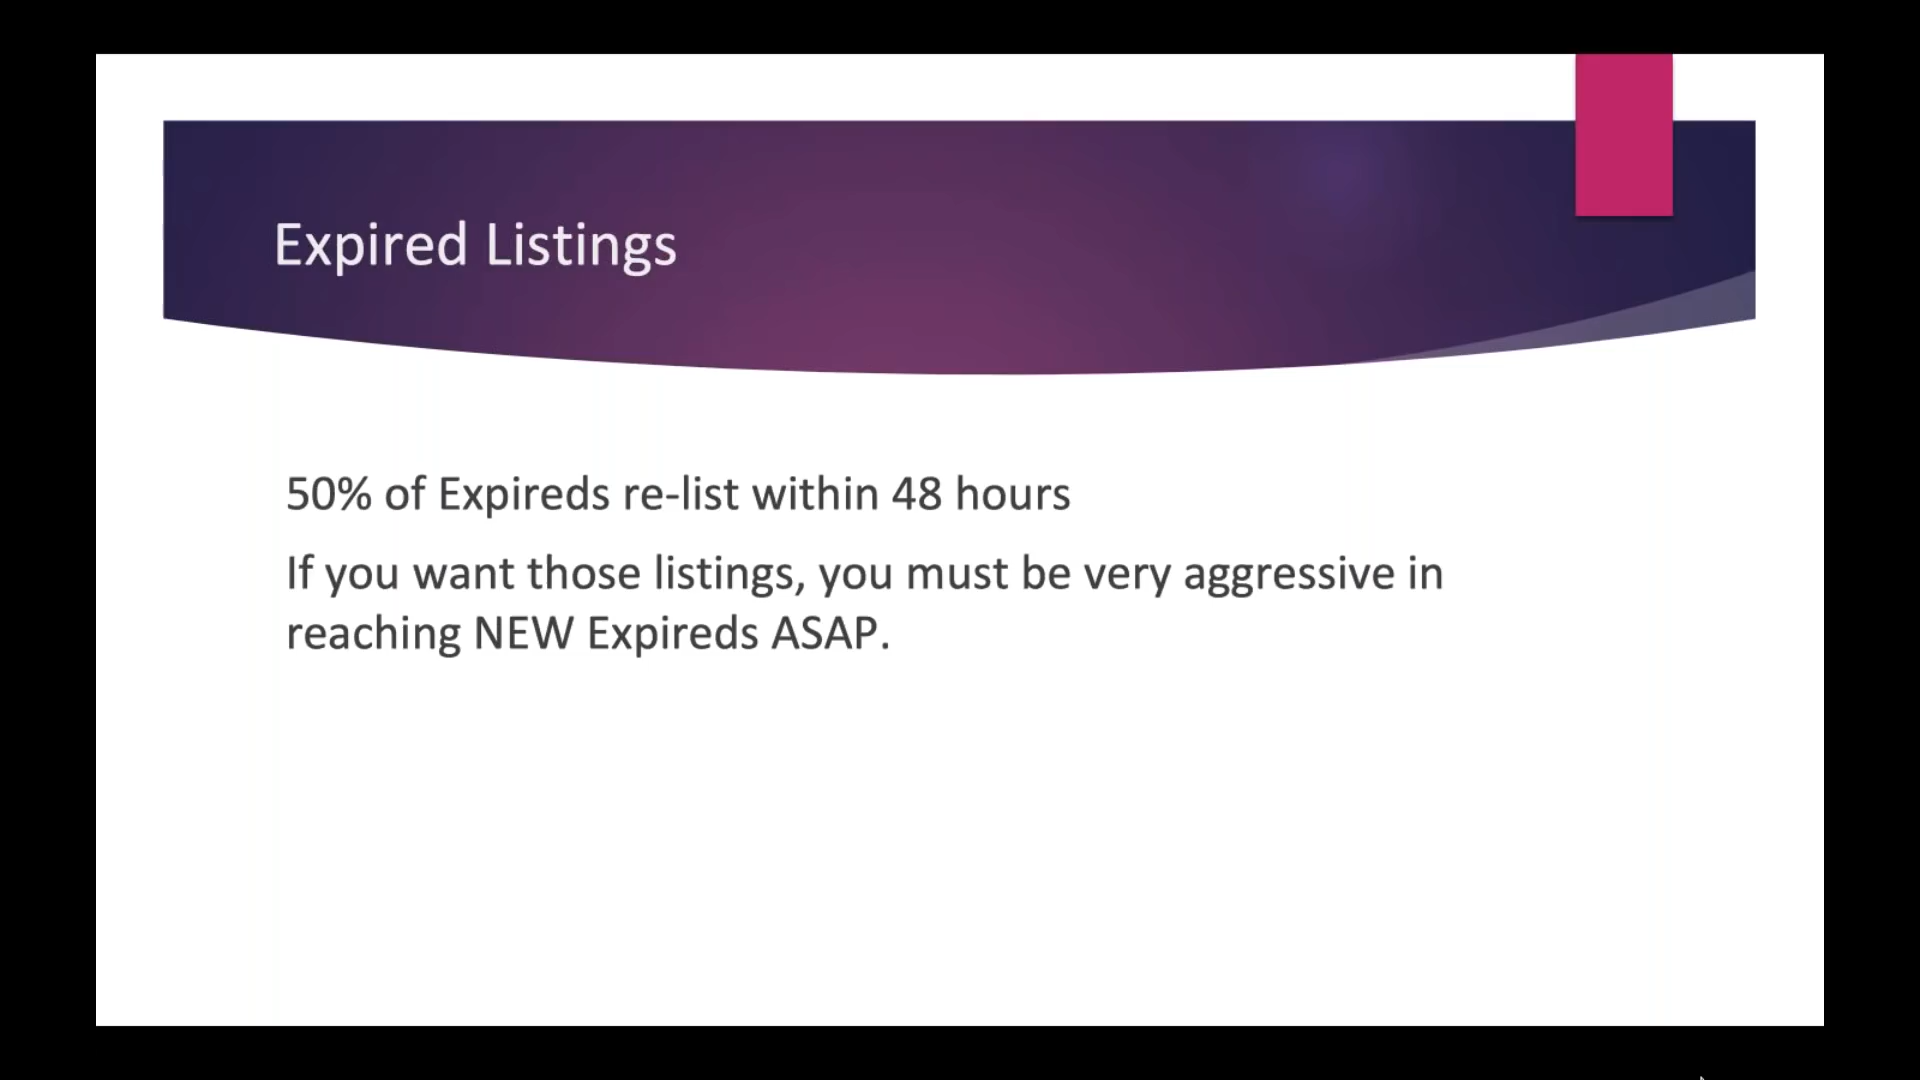 Expired Listings
50% of Expireds re-list within 48 hours
If you want those listings, you must be very aggressive in
reaching NEW Expireds ASAP.